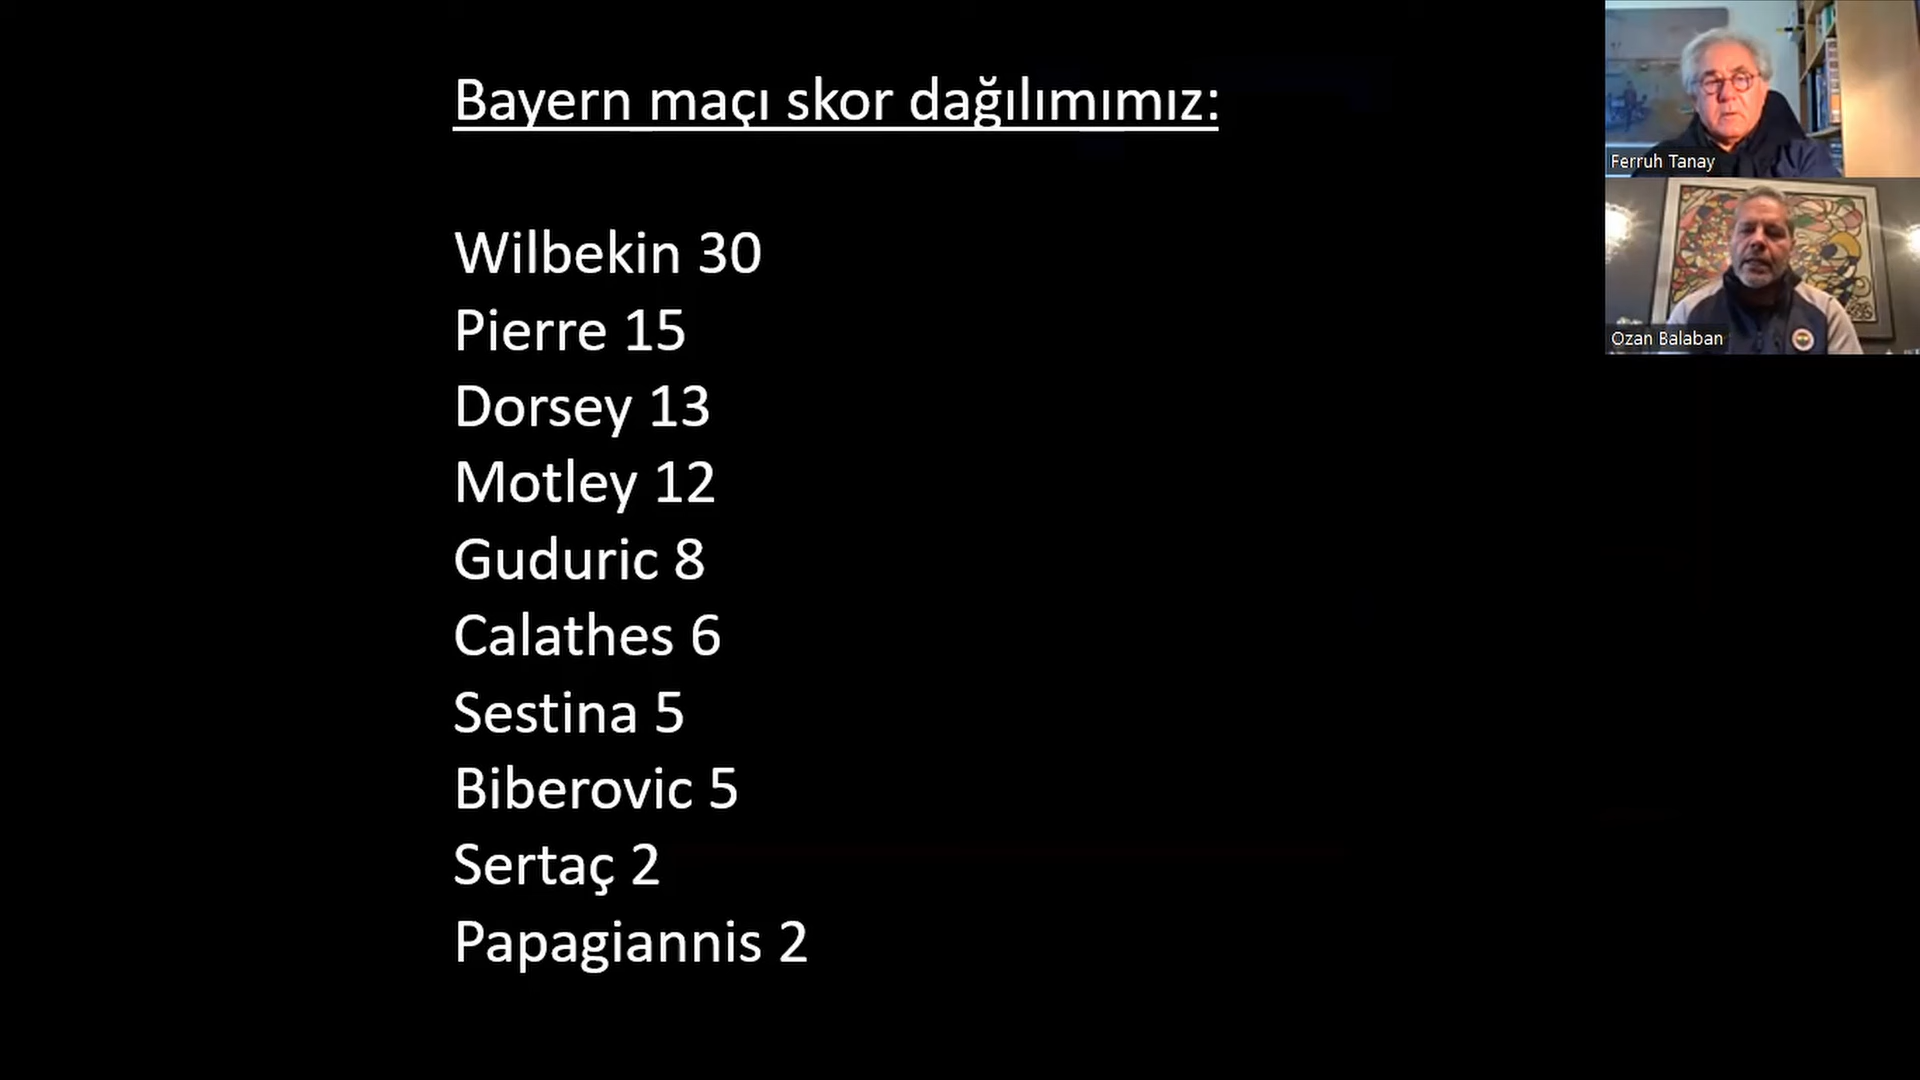 Bayern maçı skor dağılımımız:
Wilbekin 30
Pierre 15
Dorsey 13
Motley 12
Guduric 8
Calathes 6
Sestina 5
Biberovic 5
Sertaç 2
Papagiannis 2
Ferruh Tanay
Ozan Balaban